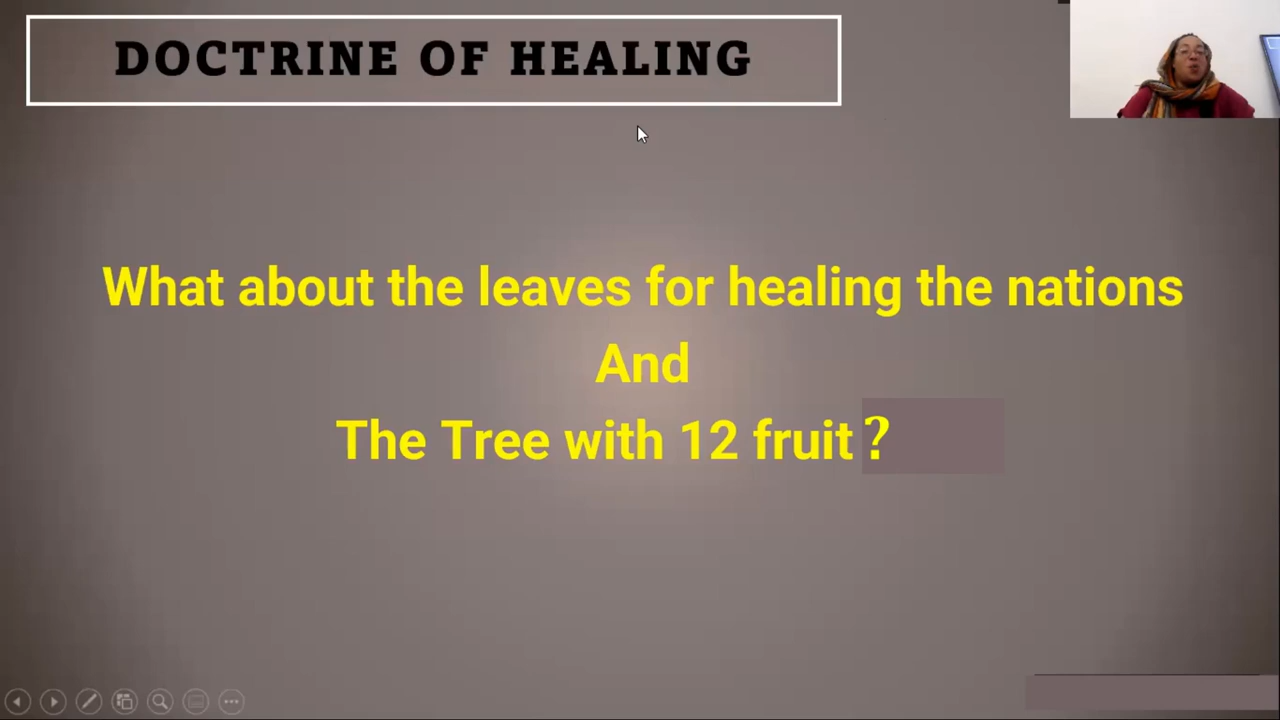 DOCTRINE OF HEALING
What about the leaves for healing the nations
And
The Tree with 12 fruit?